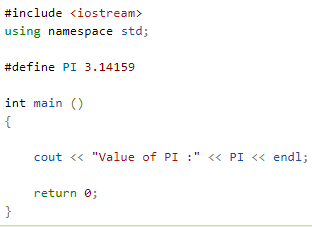 #include <iostream>
using namespace std;
#define PI 3.14159
int main ()
{
cout << "Value of PI :" << PI << endl;
return 0;
}